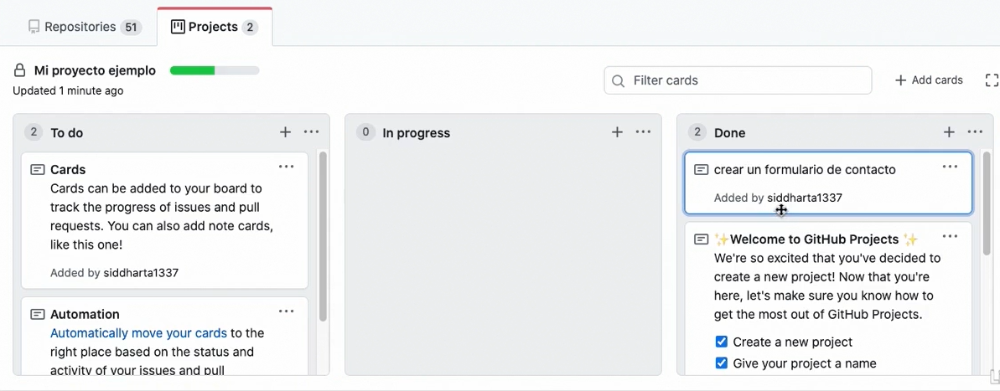 Repositories 51
Projects 2
Mi proyecto ejemplo
Updated 1 minute ago
Filter cards
+ Add cards
2 To do
Cards
Cards can be added to your board to
track the progress of issues and pull
requests. You can also add note cards,
like this one!
Added by siddharta1337
Automation
Automatically move your cards to the
right place based on the status and
activity of your issues and pull
0 In progress
2 Done
crear un formulario de contacto
Added by siddharta1337
✨Welcome to GitHub Projects ✨
We're so excited that you've decided to
create a new project! Now that you're
here, let's make sure you know how to
get the most out of GitHub Projects.
Create a new project
Give your project a name